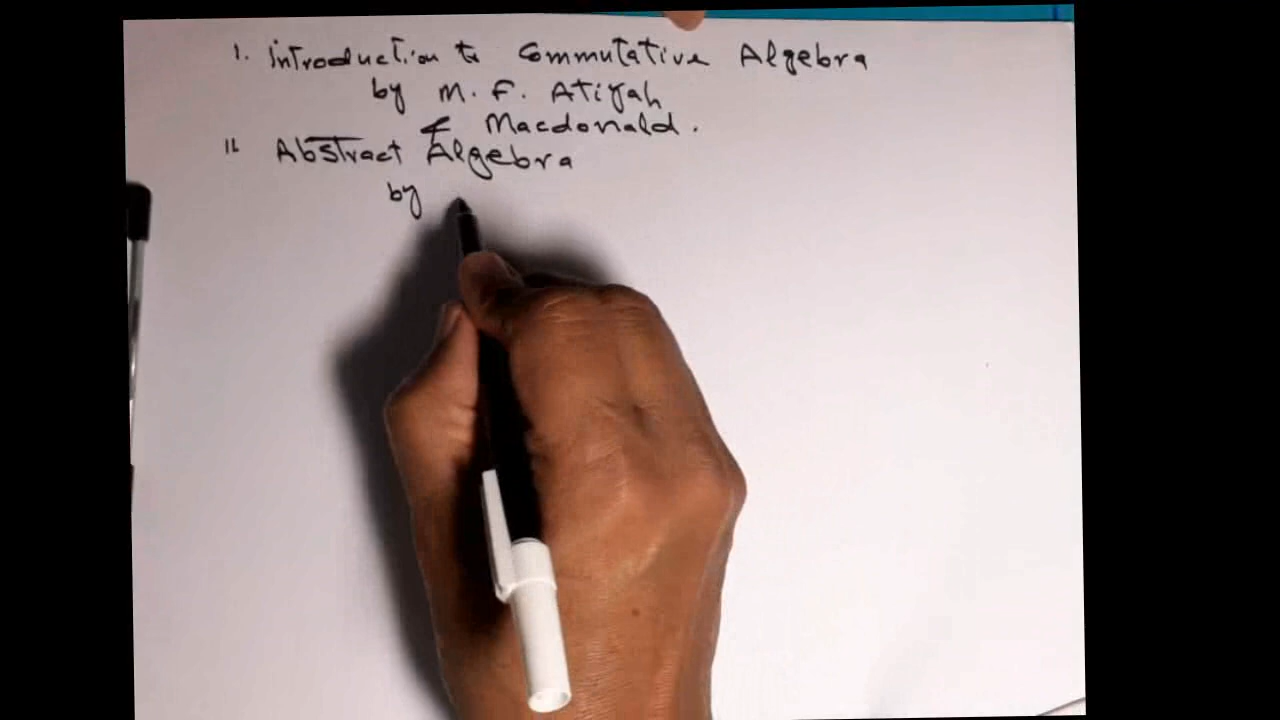 1. Introduction to Commutative Algebra
by M. F. Atiyah
& Macdonald.
11 Abstract Algebra
by